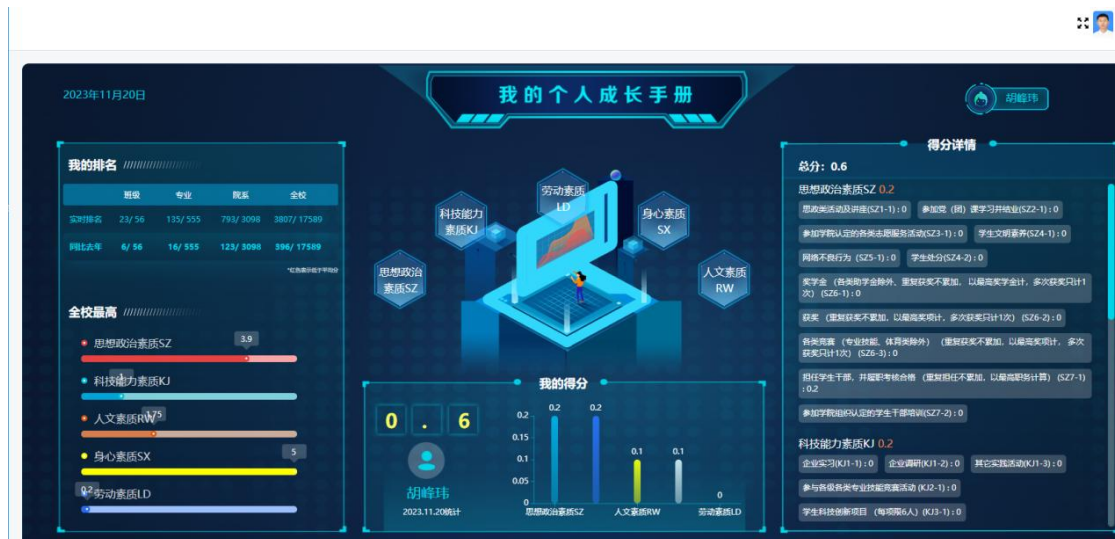 2023年11月20日
我的个人成长手册
胡峰玮
我的排名
班级 专业 院系 全校
实时排名 23/ 56 135/ 555 793/ 3098 3807/ 17589
同比去年 6/ 56 16/ 555 123/ 3098 396/ 17589
*红色表示低于平均分
全校最高
思想政治素质SZ 3.9
科技能力素质KJ 1
人文素质RW 1.75
身心素质SX 5
劳动素质LD 0.2
思想政治
素质SZ
科技能力
素质KJ
劳动素质
LD
身心素质
SX
人文素质
RW
我的得分
0 . 6
胡峰玮
2023.11.20统计
0.2
0.15
0.1
0.05
0
0.2 0.2 0.1 0.1 0
思想政治素质SZ 人文素质RW 劳动素质LD
得分详情
总分：0.6
思想政治素质SZ 0.2
思政类活动及讲座(SZ1-1) : 0 参加党（团）课学习并结业(SZ2-1) : 0
参加学院认定的各类志愿服务活动(SZ3-1) : 0 学生文明素养(SZ4-1) : 0
网络不良行为 (SZ5-1) : 0 学生处分(SZ4-2) : 0
奖学金 （各类助学金除外，重复获奖不累加，以最高奖学金计，多次获奖只计1
次）(SZ6-1) : 0
获奖 （重复获奖不累加，以最高奖项计，多次获奖只计1次）(SZ6-2) : 0
各类竞赛 （专业技能、体育类除外）（重复获奖不累加，以最高奖项计， 多次
获奖只计1次）(SZ6-3) : 0
担任学生干部，并履职考核合格 （重复担任不累加，以最高职务计算）(SZ7-1)
: 0.2
参加学院组织认定的学生干部培训(SZ7-2) : 0
科技能力素质KJ 0.2
企业实习(KJ1-1) : 0 企业调研(KJ1-2) : 0 其它实践活动(KJ1-3) : 0
参与各级各类专业技能竞赛活动 (KJ2-1) : 0
学生科技创新项目 （每项限6人）(KJ3-1) : 0